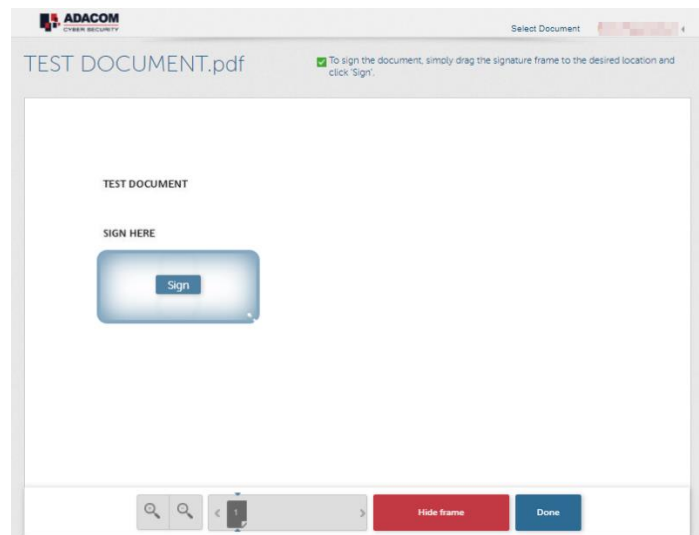 ADACOM
CYBER SECURITY
Select Document
TEST DOCUMENT.pdf
To sign the document, simply drag the signature frame to the desired location and
click 'Sign'.
TEST DOCUMENT
SIGN HERE
Sign
1
Hide frame
Done